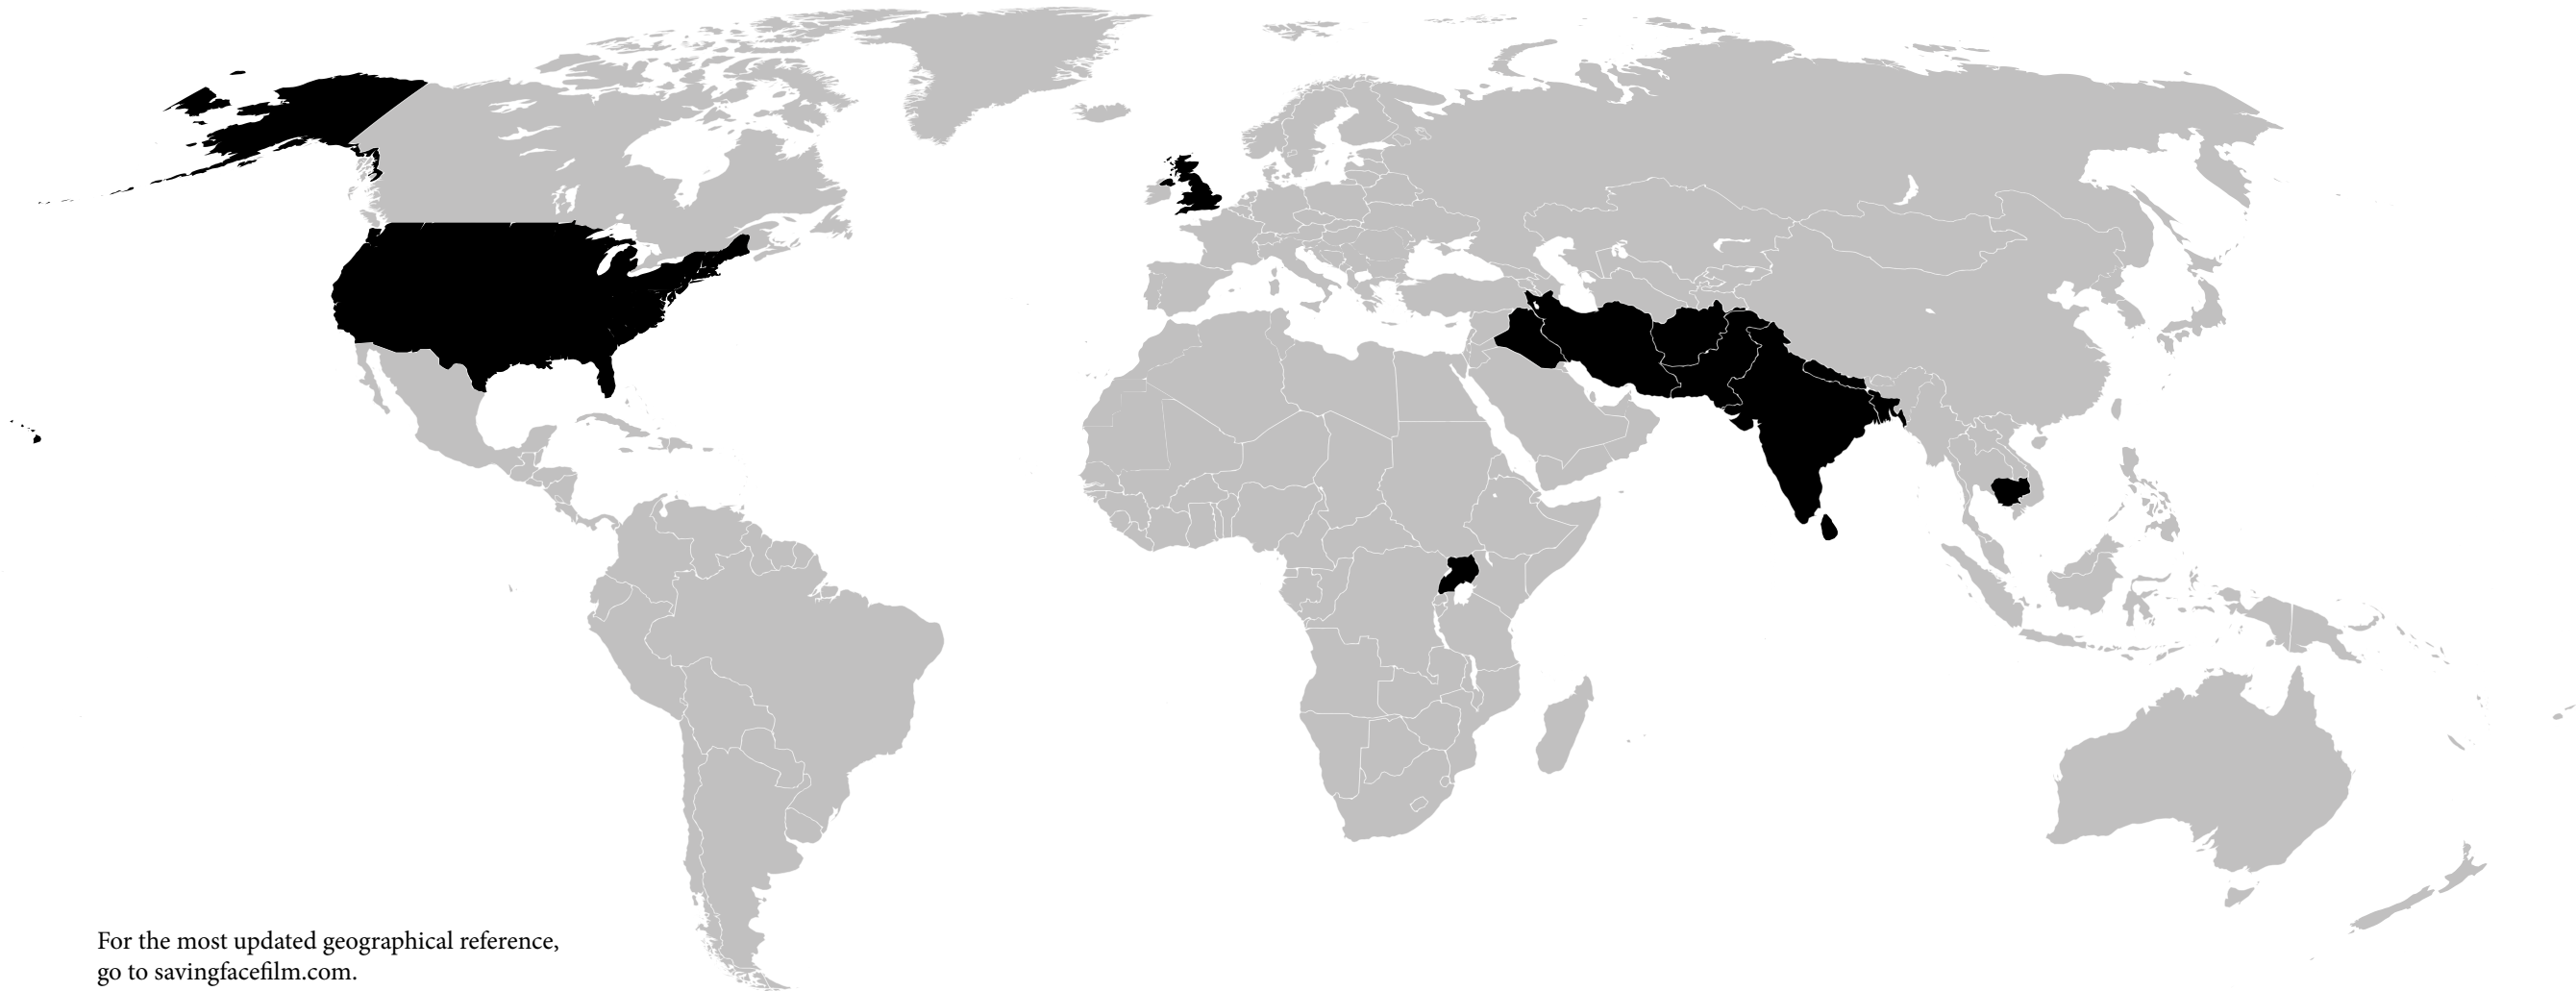 For the most updated geographical reference,
go to savingfacefilm.com.